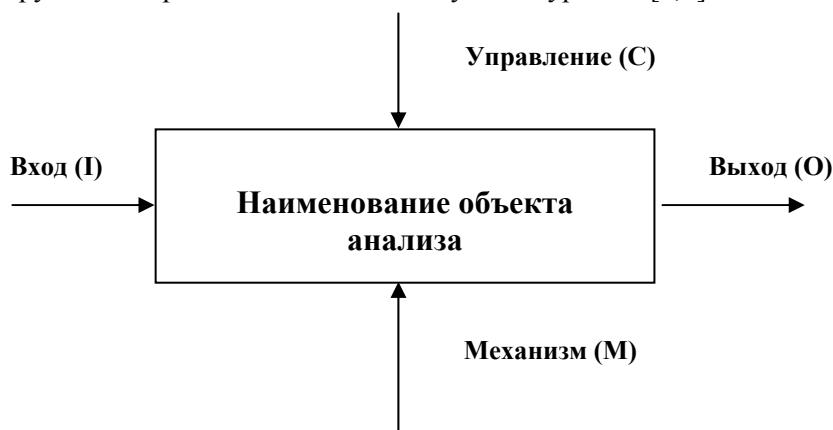 Управление (C)
Вход (I)
Выход (O)
Наименование объекта
анализа
Механизм (M)